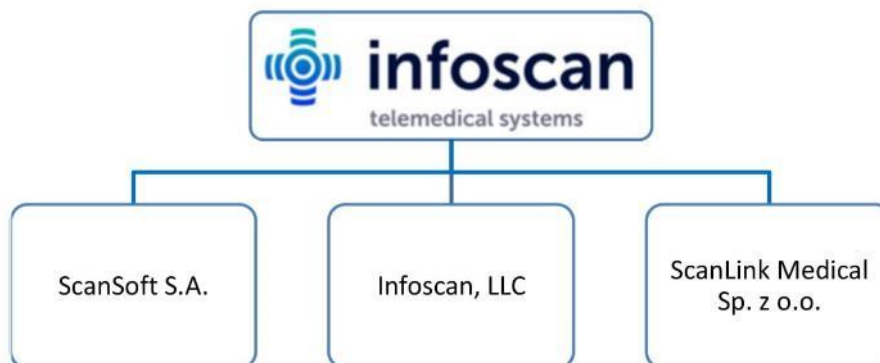 infoscan
telemedical systems
ScanSoft S.A.
Infoscan, LLC
ScanLink Medical
Sp. z o.o.